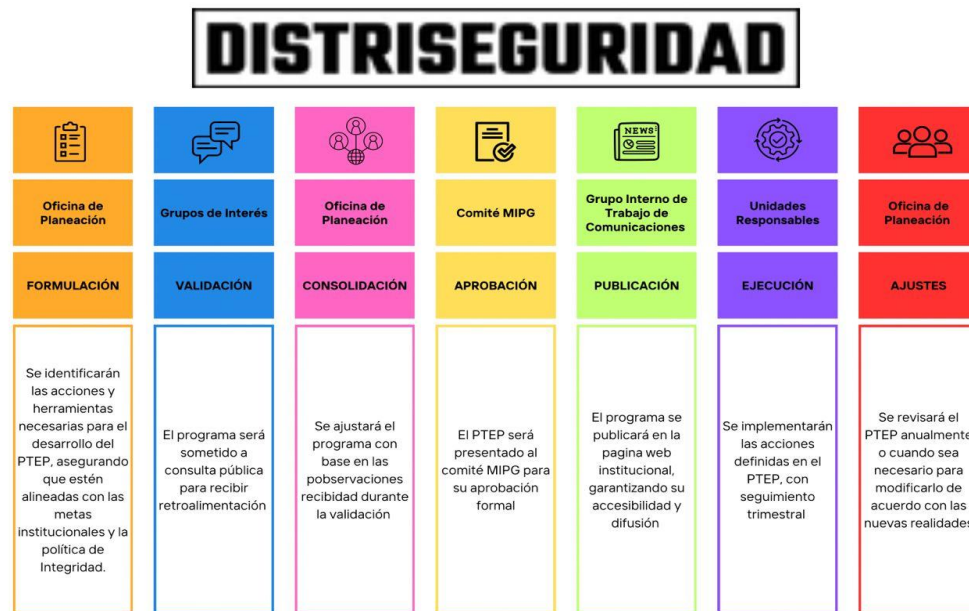 DISTRISEGURIDAD
NEWS
Oficina de
Planeación
Grupos de Interés
Oficina de
Planeación
Comité MIPG
Grupo Interno de
Trabajo de
Comunicaciones
Unidades
Responsables
Oficina de
Planeación
FORMULACIÓN
VALIDACIÓN
CONSOLIDACIÓN
APROBACIÓN
PUBLICACIÓN
EJECUCIÓN
AJUSTES
Se identificarán
las acciones y
herramientas
necesarias para el
desarrollo del
PTEP, asegurando
que estén
alineadas con las
metas
institucionales y la
política de
Integridad.
El programa será
sometido a
consulta pública
para recibir
retroalimentación
Se ajustará el
programa con
base en las
pobservaciones
recibidad durante
la validación
El PTEP será
presentado al
comité MIPG para
su aprobación
formal
El programa se
publicará en la
pagina web
institucional,
garantizando su
accesibilidad y
difusión
Se implementarán
las acciones
definidas en el
PTEP, con
seguimiento
trimestral
Se revisará el
PTEP anualmente
o cuando sea
necesario para
modificarlo de
acuerdo con las
nuevas realidades